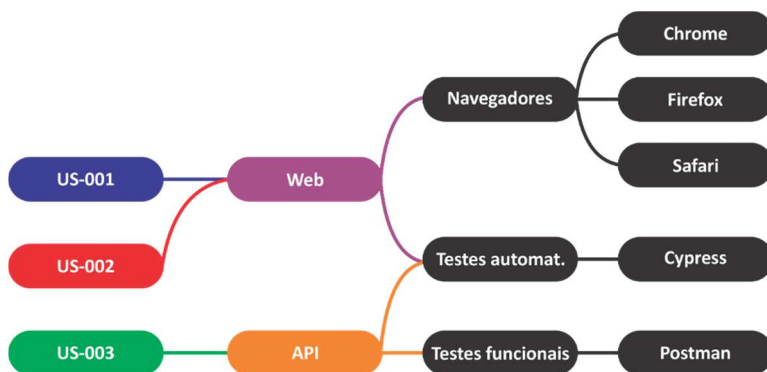 Chrome
Navegadores
Firefox
Safari
US-001
Web
US-002
Testes automat.
Cypress
US-003
API
Testes funcionais
Postman